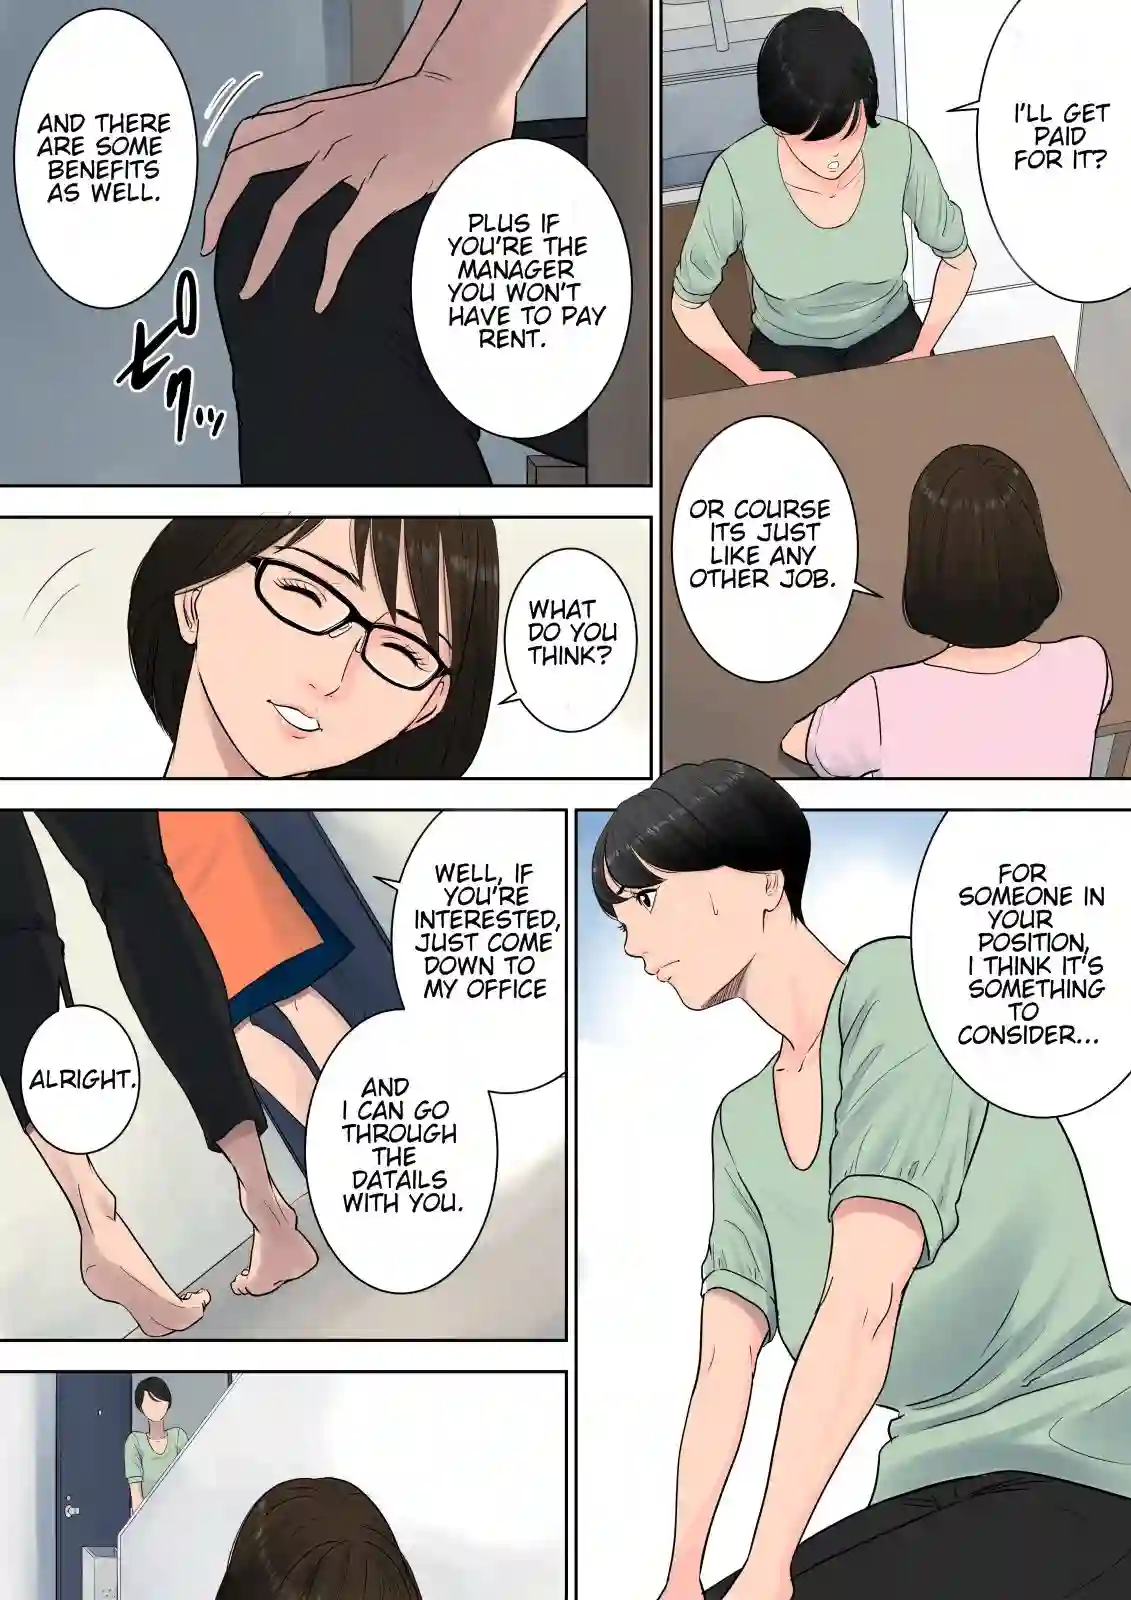 I'LL GET
PAID
FOR IT?
OR COURSE
ITS JUST
LIKE ANY
OTHER JOB.
PLUS IF
YOU'RE THE
MANAGER
YOU WON'T
HAVE TO PAY
RENT.
AND THERE
ARE SOME
BENEFITS
AS WELL.
ピクッ
WHAT
DO YOU
THINK?
FOR
SOMEONE IN
YOUR
POSITION,
I THINK IT'S
SOMETHING
TO
CONSIDER...
WELL, IF
YOU'RE
INTERESTED,
JUST COME
DOWN TO
MY OFFICE
AND
I CAN GO
THROUGH
THE
DATAILS
WITH YOU.
ALRIGHT.